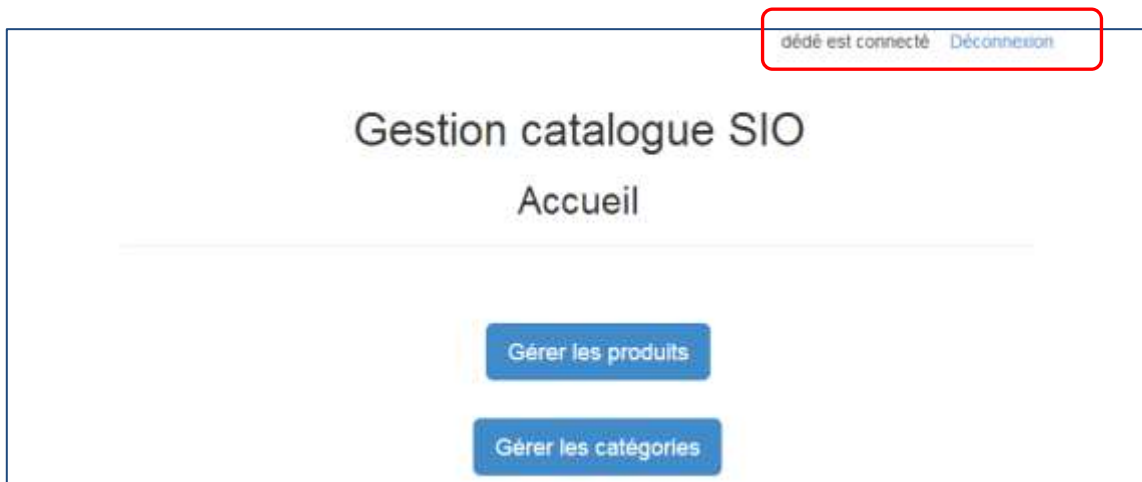 dédé est connecté Déconnexion
Gestion catalogue SIO
Accueil
Gérer les produits
Gérer les catégories